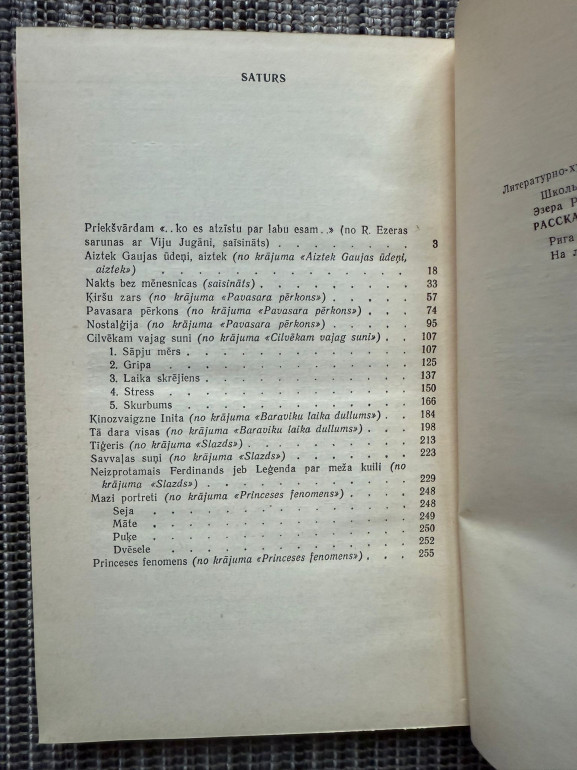 SATURS
Priekšvārdam «..ko es atzīstu par labu esam..» (no R. Ezeras
sarunas ar Viju Jugāni, saīsināts) . . . . . . . 3
Aiztek Gaujas ūdeņi, aiztek (no krājuma «Aiztek Gaujas ūdeņi,
aiztek») . . . . . . . . . . . . 18
Nakts bez mēnesnīcas (saīsināts) . . . . . . . . 33
Ķiršu zars (no krājuma «Pavasara pērkons») . . . . . 57
Pavasara pērkons (no krājuma «Pavasara pērkons») . . . . 74
Nostalģija (no krājuma «Pavasara pērkons») . . . . . 95
Cilvēkam vajag suni (no krājuma «Cilvēkam vajag suni») . . 107
1. Sāpju mērs . . . . . . . . . . . 107
2. Gripa . . . . . . . . . . . . 125
3. Laika skrējiens . . . . . . . . . . 137
4. Stress . . . . . . . . . . . . 150
5. Skurbums . . . . . . . . . . . 166
Kinozvaigzne Inita (no krājuma «Baraviku laika dullums») . . 184
Tā dara visas (no krājuma «Baraviku laika dullums») . . . 198
Tīģeris (no krājuma «Slazds») . . . . . . . . 213
Savvaļas suņi (no krājuma «Slazds») . . . . . . . 223
Neizprotamais Ferdinands jeb Leģenda par meža kuili (no
krājuma «Slazds») . . . . . . . . . . 229
Mazi portreti (no krājuma «Princeses fenomens») . . . . 248
Seja . . . . . . . . . . . . . 248
Māte . . . . . . . . . . . . . 249
Puķe . . . . . . . . . . . . . 250
Dvēsele . . . . . . . . . . . . 252
Princeses fenomens (no krājuma «Princeses fenomens») . . . 255
Литературно-ху
Школь
Эзера Р
РАССКА
Рига
На л